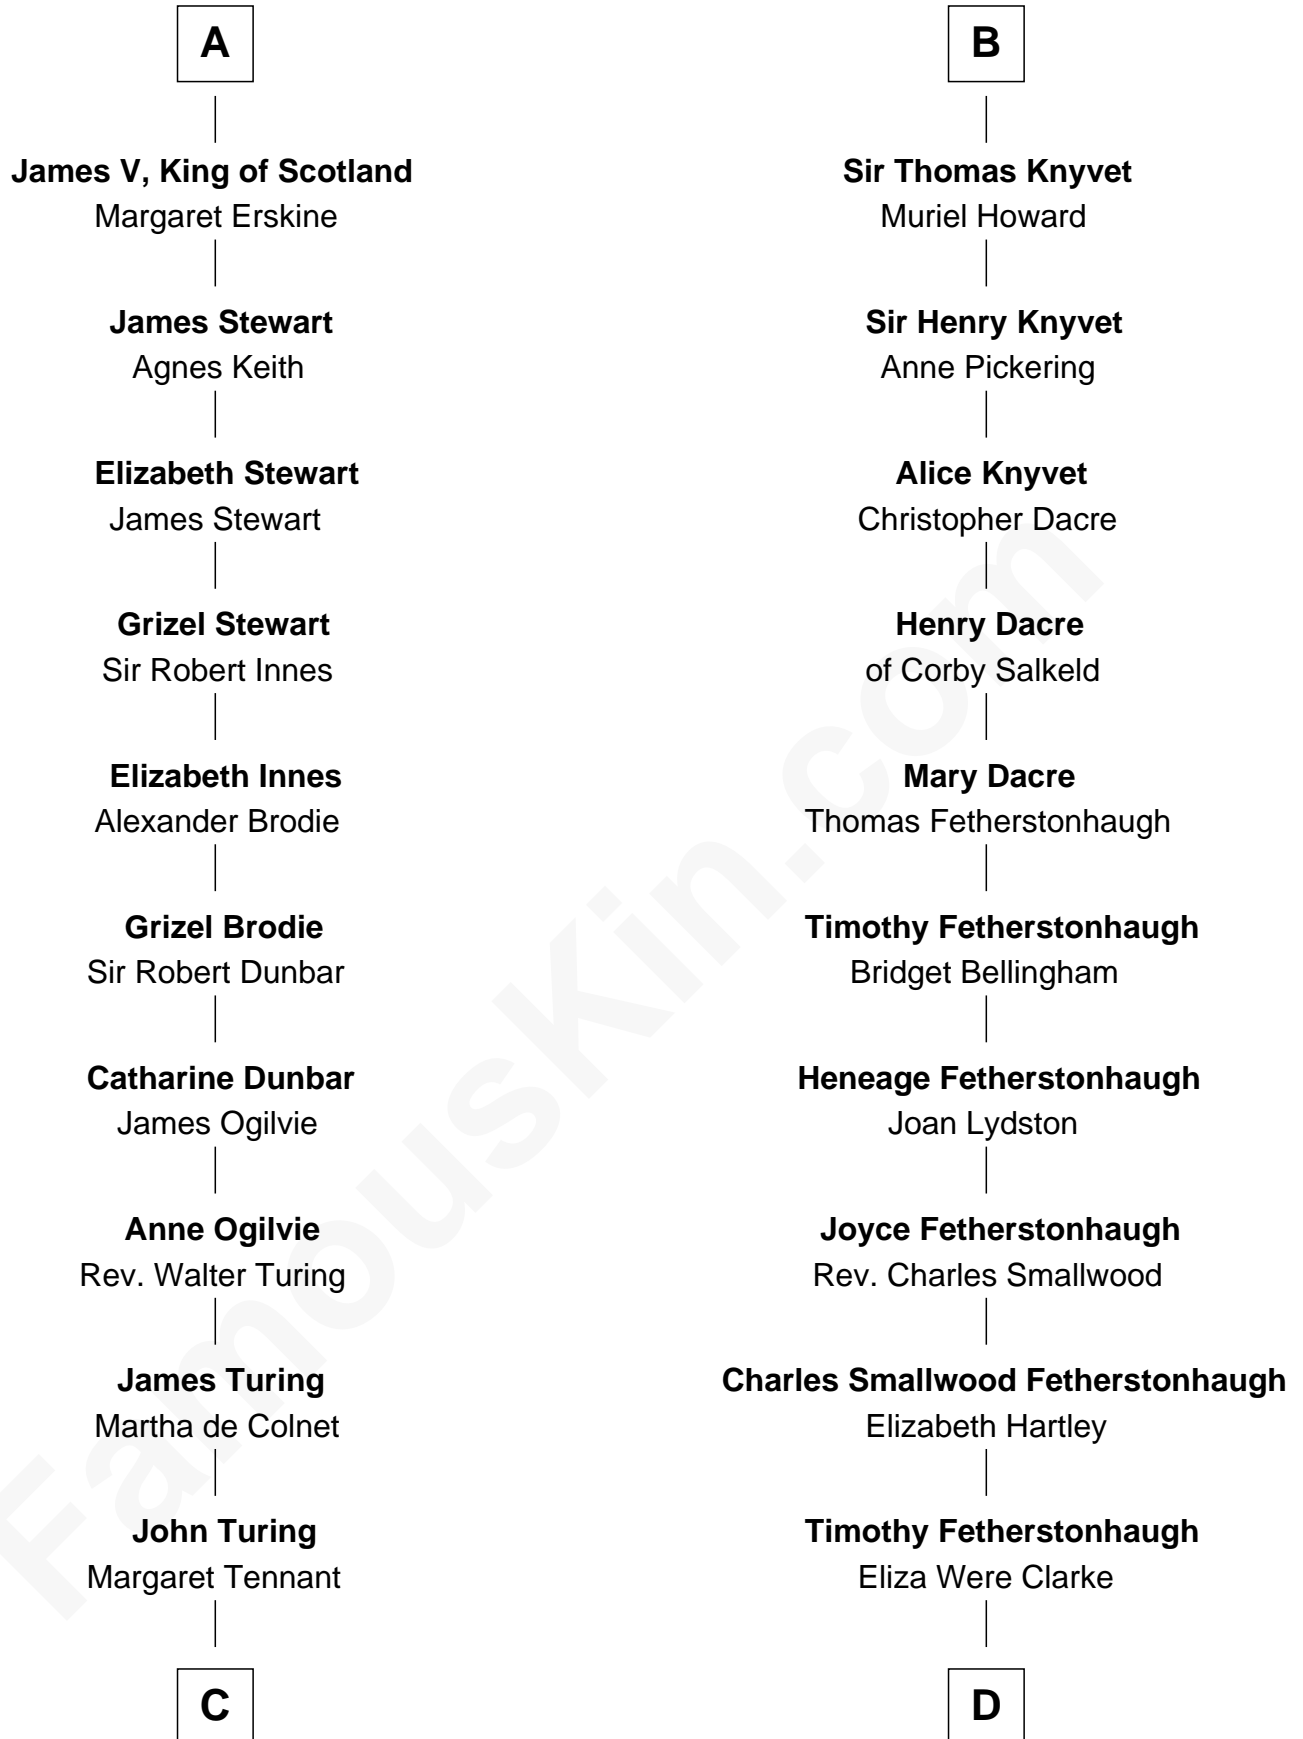 A
James V, King of Scotland
Margaret Erskine
James Stewart
Agnes Keith
Elizabeth Stewart
James Stewart
Grizel Stewart
Sir Robert Innes
Elizabeth Innes
Alexander Brodie
Grizel Brodie
Sir Robert Dunbar
Catharine Dunbar
James Ogilvie
Anne Ogilvie
Rev. Walter Turing
James Turing
Martha de Colnet
John Turing
Margaret Tennant
C
B
Sir Thomas Knyvet
Muriel Howard
Sir Henry Knyvet
Anne Pickering
Alice Knyvet
Christopher Dacre
Henry Dacre
of Corby Salkeld
Mary Dacre
Thomas Fetherstonhaugh
Timothy Fetherstonhaugh
Bridget Bellingham
Heneage Fetherstonhaugh
Joan Lydston
Joyce Fetherstonhaugh
Rev. Charles Smallwood
Charles Smallwood Fetherstonhaugh
Elizabeth Hartley
Timothy Fetherstonhaugh
Eliza Were Clarke
D
FamousKin.com